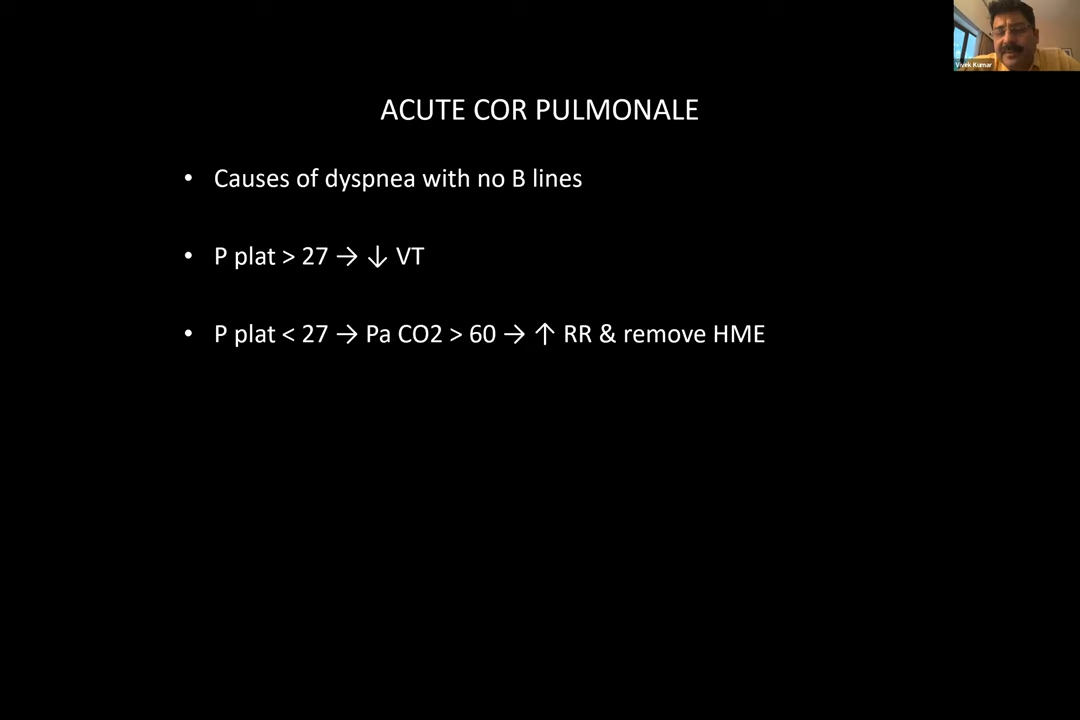 Vivek Kumar
ACUTE COR PULMONALE
• Causes of dyspnea with no B lines
• P plat > 27 → ↓ VT
• P plat < 27 → Pa CO2 > 60 → ↑ RR & remove HME